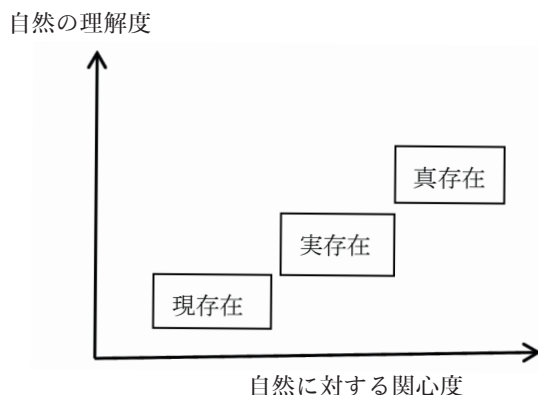 自然の理解度
真存在
実存在
現存在
自然に対する関心度